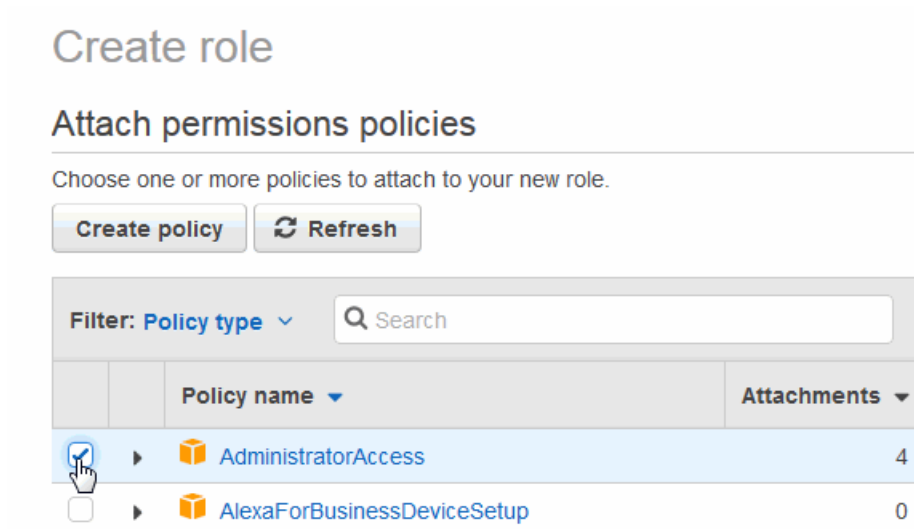 Create role
Attach permissions policies
Choose one or more policies to attach to your new role.
Create policy Refresh
Filter: Policy type Search
Policy name Attachments
AdministratorAccess 4
AlexaForBusinessDeviceSetup 0